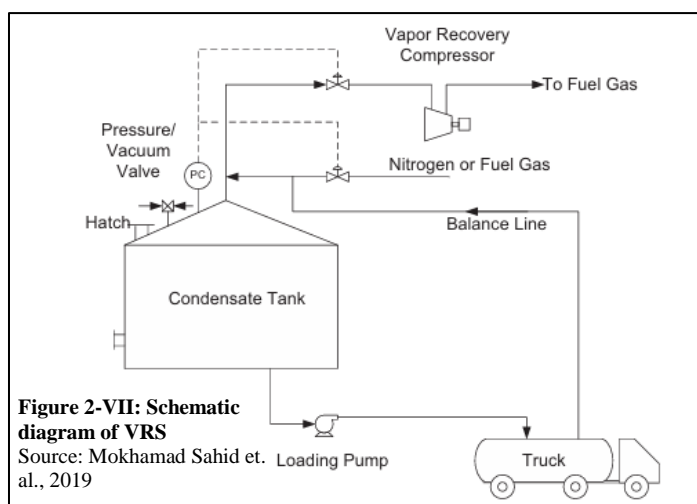 Vapor Recovery
Compressor
To Fuel Gas
Pressure/
Vacuum
Valve
PC
Nitrogen or Fuel Gas
Hatch
Balance Line
Condensate Tank
Figure 2-VII: Schematic
diagram of VRS
Source: Mokhamad Sahid et.
al., 2019
Loading Pump
Truck